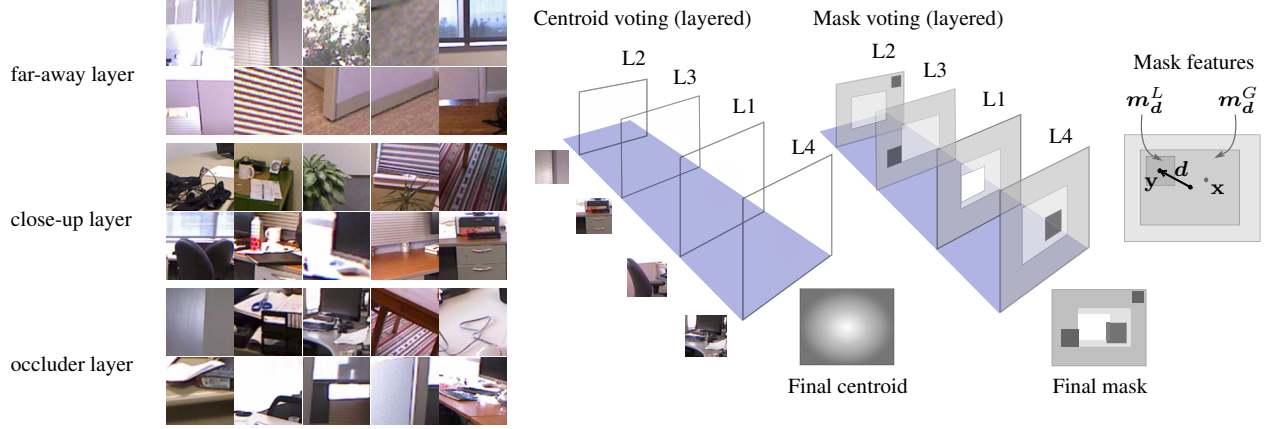 far-away layer
close-up layer
occluder layer
Centroid voting (layered)
L2
L3
L1
L4
Final centroid
Mask voting (layered)
L2
L3
L1
L4
Final mask
Mask features
m_d^L
m_d^G
d
y
x